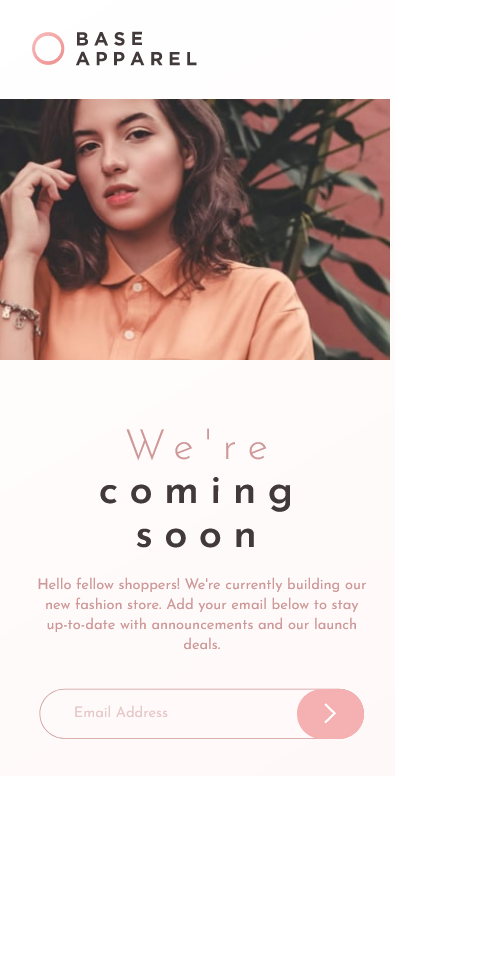 BASE
APPAREL
We're
coming
soon
Hello fellow shoppers! We're currently building our
new fashion store. Add your email below to stay
up-to-date with announcements and our launch
deals.
Email Address